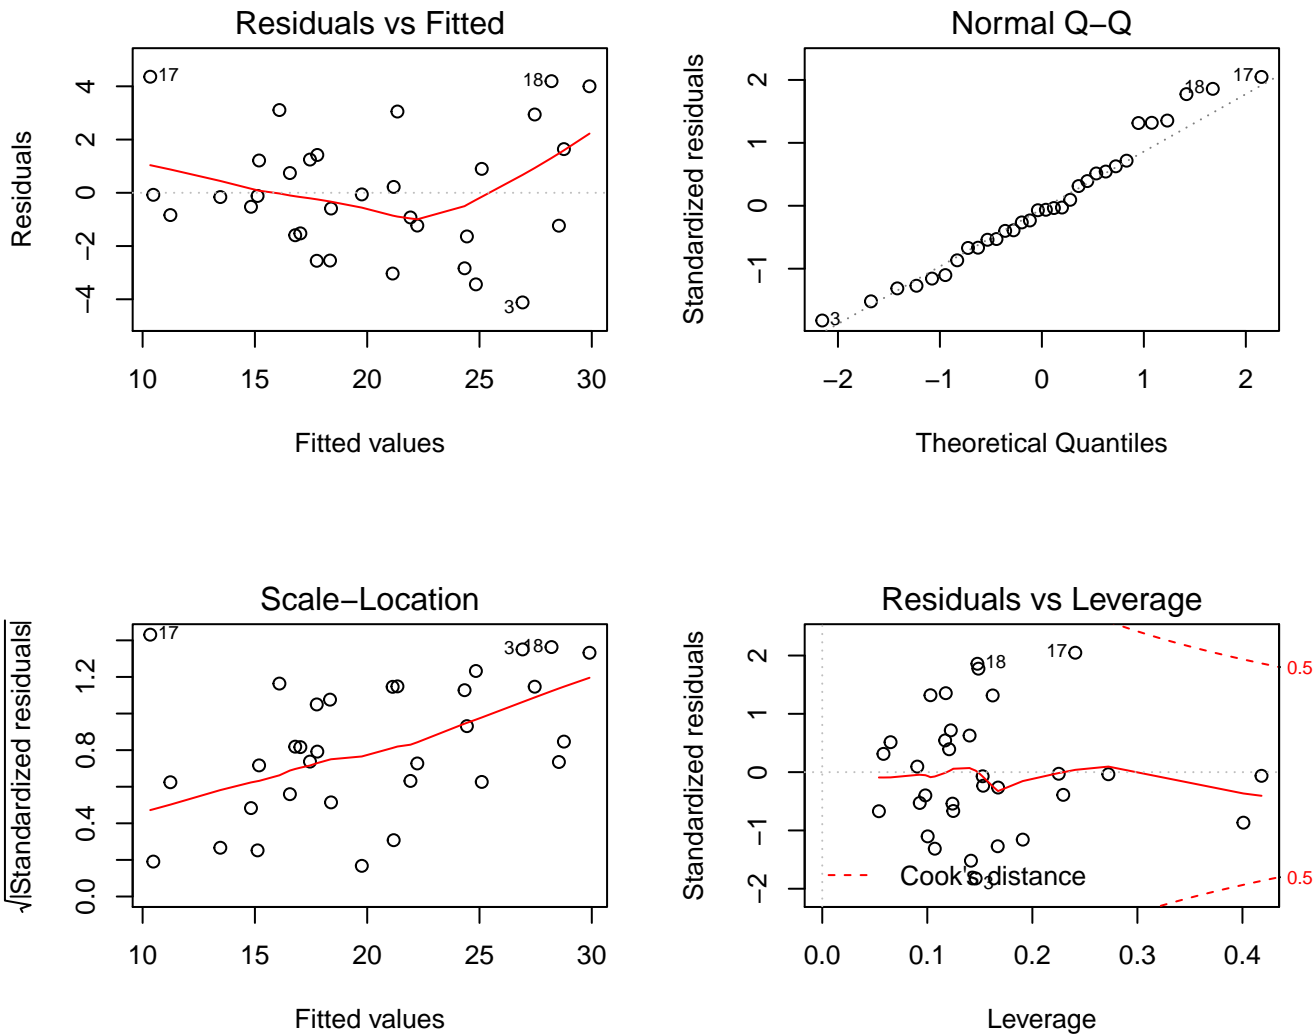 Residuals vs Fitted
Residuals
4
2
0
−2
−4
17
18
3
10 15 20 25 30
Fitted values
Normal Q−Q
Standardized residuals
2
1
0
−1
17
18
3
−2 −1 0 1 2
Theoretical Quantiles
Scale−Location
√|Standardized residuals|
1.2
0.8
0.4
0.0
17
3
18
10 15 20 25 30
Fitted values
Residuals vs Leverage
Standardized residuals
2
1
0
−1
−2
17
18
0.5
0.5
Cook's distance
3
0.0 0.1 0.2 0.3 0.4
Leverage